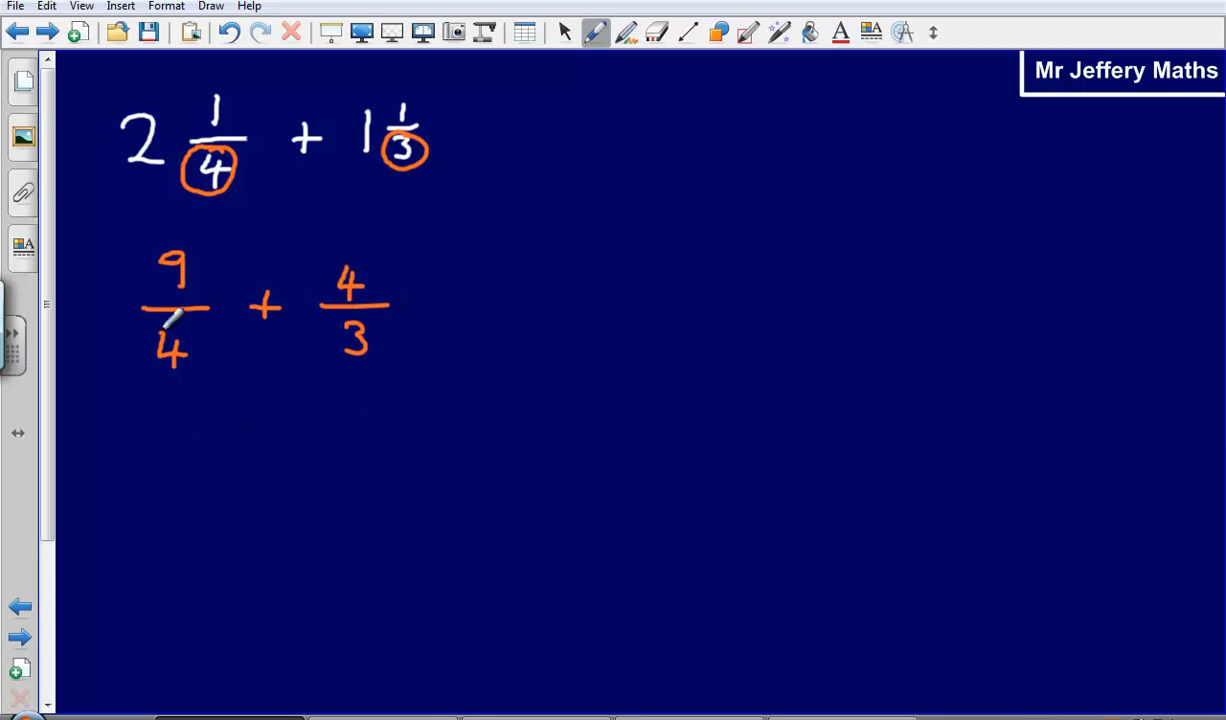 File Edit View Insert Format Draw Help
Mr Jeffery Maths
2 1/4 + 1 1/3
9/4 + 4/3